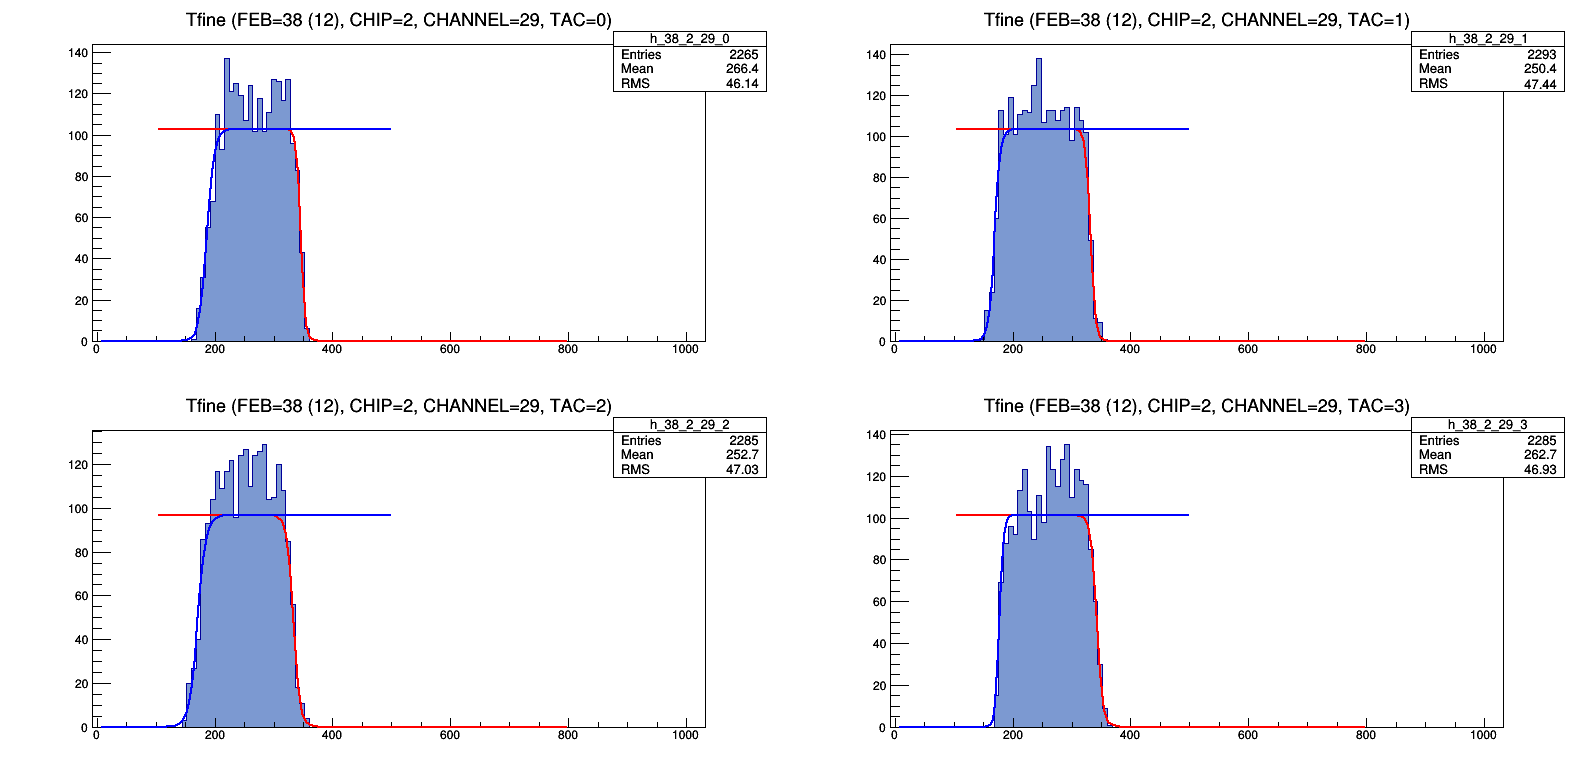 Tfine (FEB=38 (12), CHIP=2, CHANNEL=29, TAC=0)
h_38_2_29_0
Entries 2265
Mean 266.4
RMS 46.14
140
120
100
80
60
40
20
0
0 200 400 600 800 1000
Tfine (FEB=38 (12), CHIP=2, CHANNEL=29, TAC=1)
h_38_2_29_1
Entries 2293
Mean 250.4
RMS 47.44
140
120
100
80
60
40
20
0
0 200 400 600 800 1000
Tfine (FEB=38 (12), CHIP=2, CHANNEL=29, TAC=2)
h_38_2_29_2
Entries 2285
Mean 252.7
RMS 47.03
120
100
80
60
40
20
0
0 200 400 600 800 1000
Tfine (FEB=38 (12), CHIP=2, CHANNEL=29, TAC=3)
h_38_2_29_3
Entries 2285
Mean 262.7
RMS 46.93
140
120
100
80
60
40
20
0
0 200 400 600 800 1000